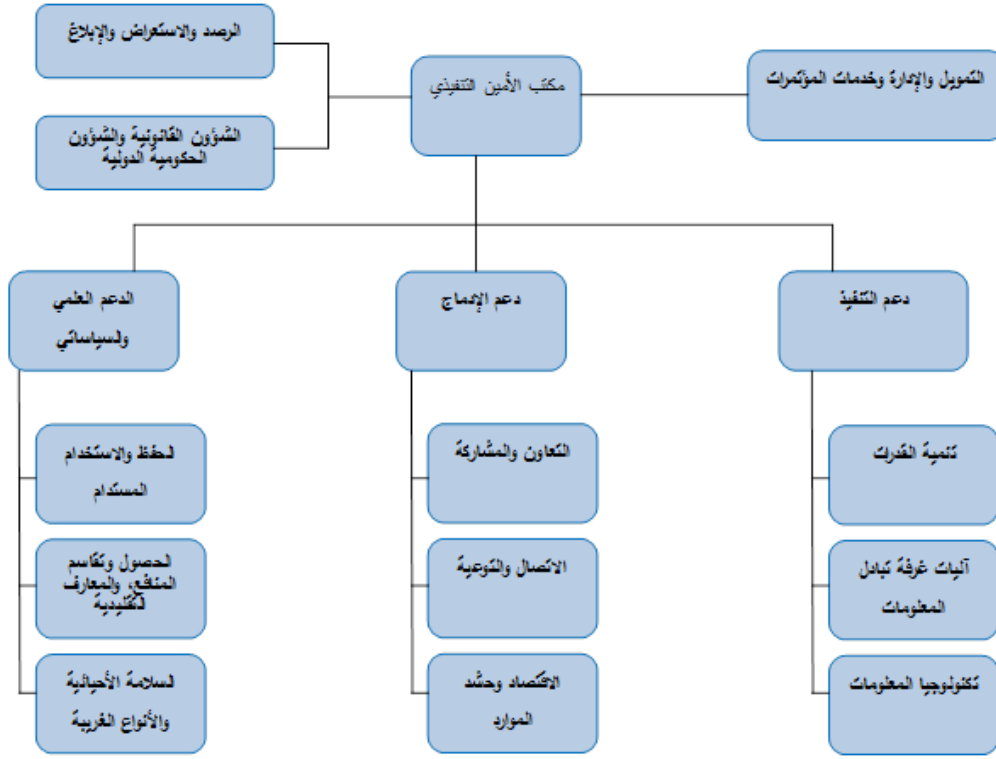 الرصد والاستعراض والإبلاغ
مكتب الأمين التنفيذي
التمويل والإدارة وخدمات المؤتمرات
الشؤون القانونية والشؤون
الحكومية الدولية
دعم التنفيذ
دعم الإدماج
الدعم العلمي
والسياساتي
تنمية القدرات
آليات غرفة تبادل
المعلومات
تكنولوجيا المعلومات
التعاون والمشاركة
الاتصال والتوعية
الاقتصاد وحشد
الموارد
الحفظ والاستخدام
المستدام
الحصول وتقاسم
المنافع، والمعارف
التقليدية
السلامة الأحيائية
والأنواع الغريبة